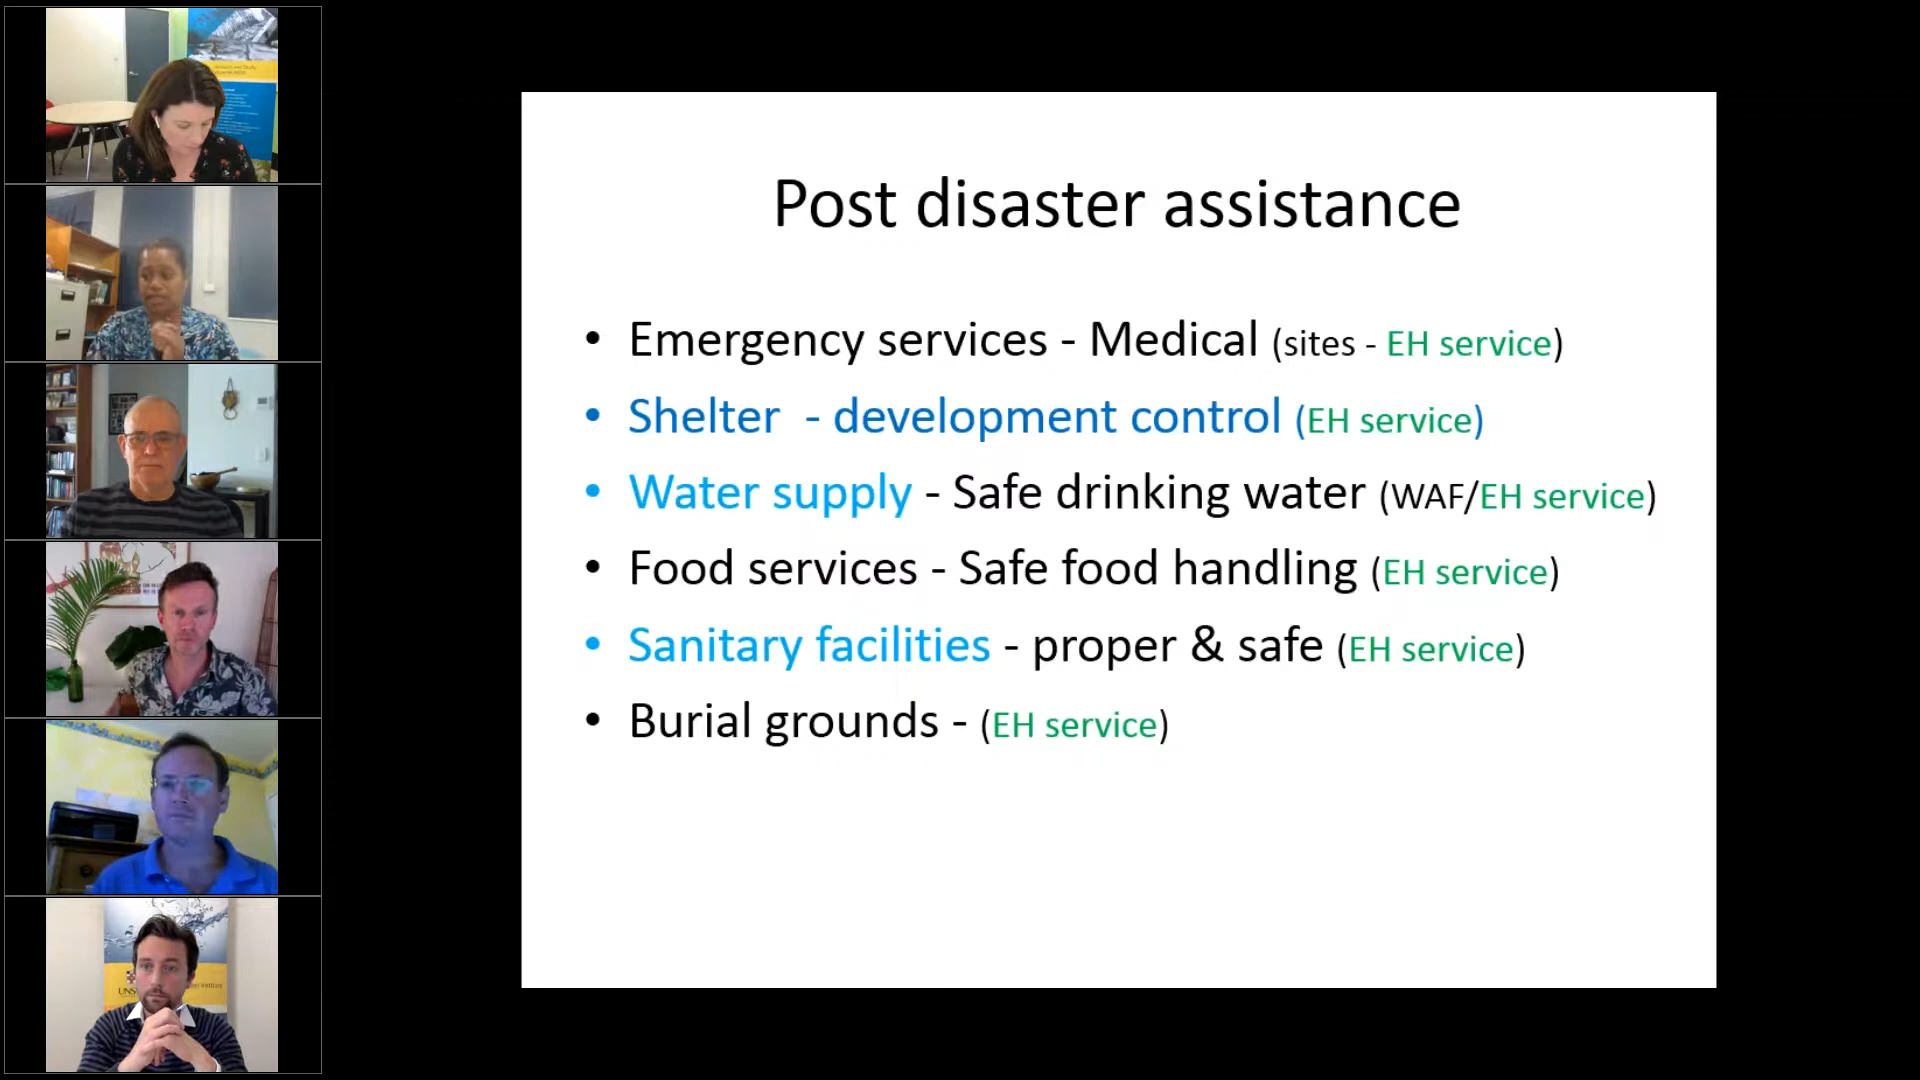 Post disaster assistance
• Emergency services - Medical (sites - EH service)
• Shelter - development control (EH service)
• Water supply - Safe drinking water (WAF/EH service)
• Food services - Safe food handling (EH service)
• Sanitary facilities - proper & safe (EH service)
• Burial grounds - (EH service)